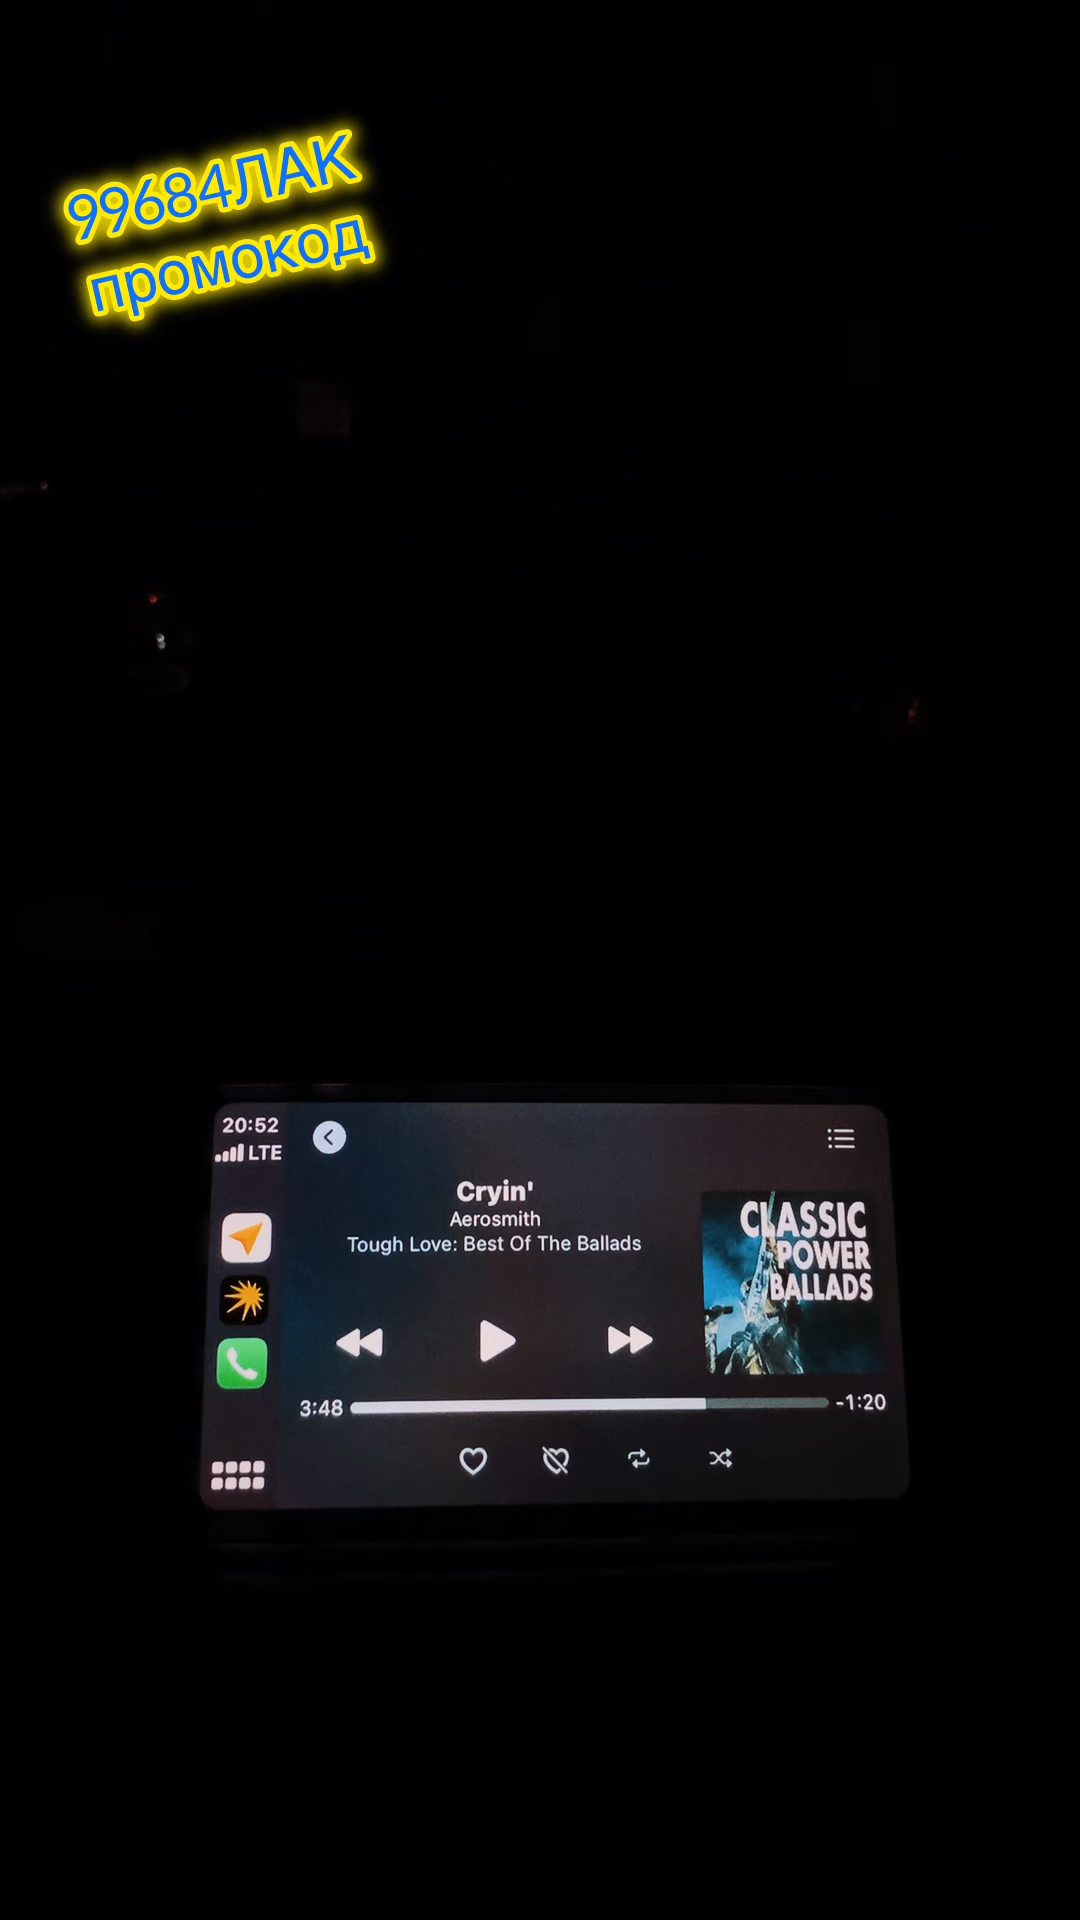 99684ЛАК
промокод
20:52
LTE
Cryin'
Aerosmith
Tough Love: Best Of The Ballads
CLASSIC
POWER
BALLADS
3:48
-1:20